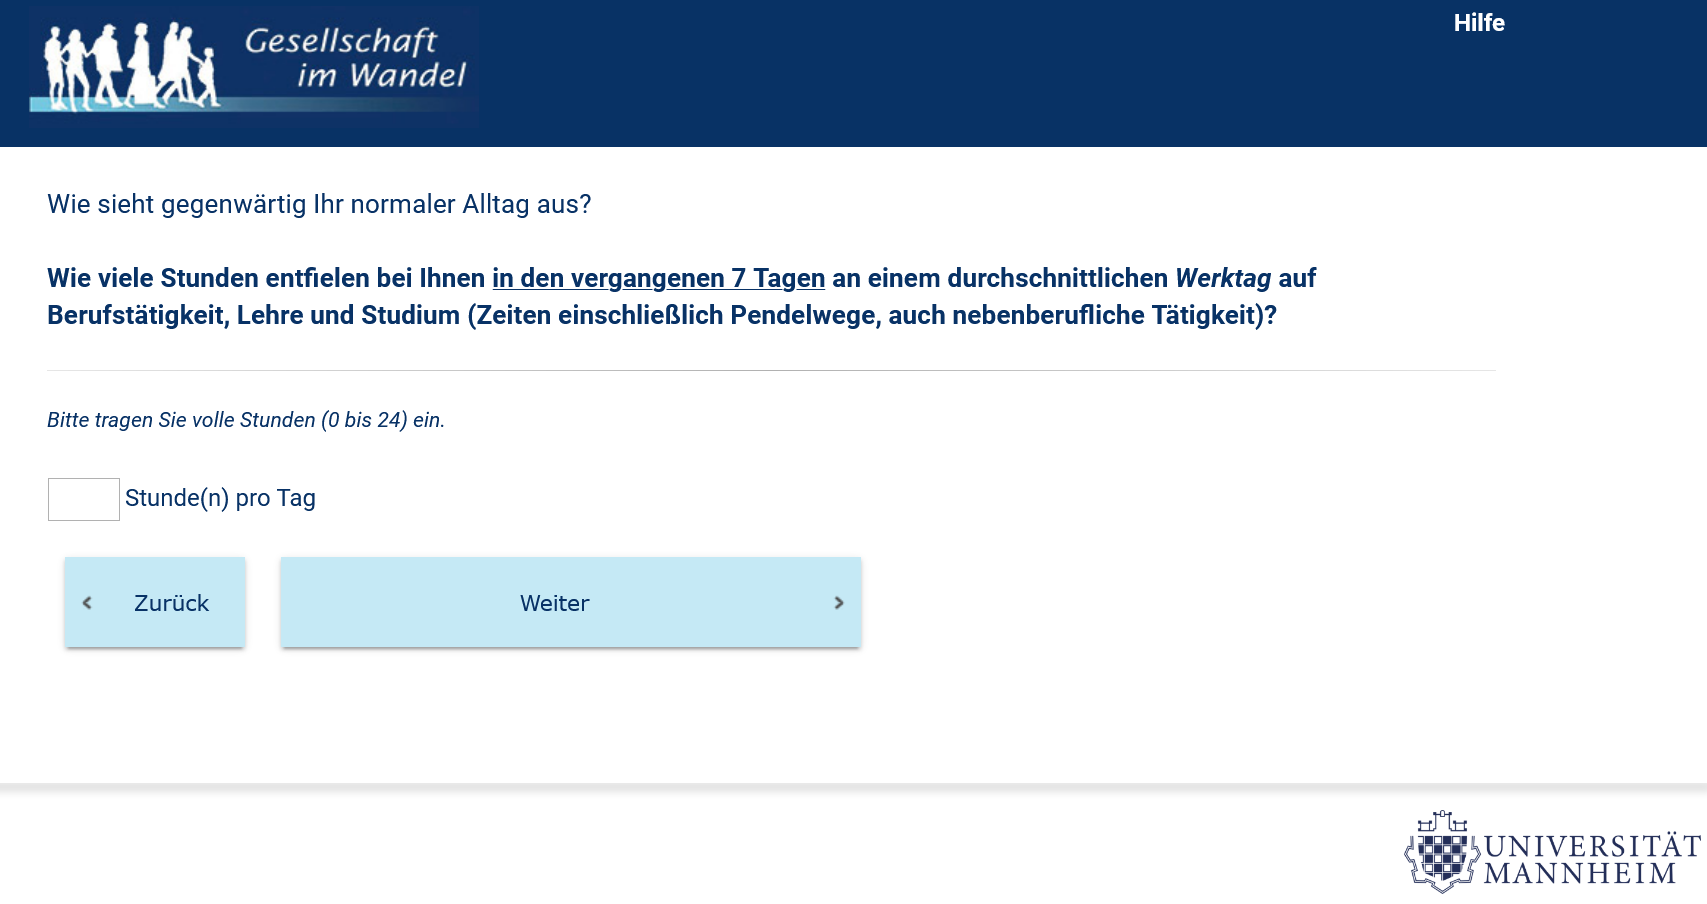 Gesellschaft
im Wandel
Hilfe
Wie sieht gegenwärtig Ihr normaler Alltag aus?
Wie viele Stunden entfielen bei Ihnen in den vergangenen 7 Tagen an einem durchschnittlichen Werktag auf
Berufstätigkeit, Lehre und Studium (Zeiten einschließlich Pendelwege, auch nebenberufliche Tätigkeit)?
Bitte tragen Sie volle Stunden (0 bis 24) ein.
Stunde(n) pro Tag
Zurück
Weiter
UNIVERSITÄT
MANNHEIM